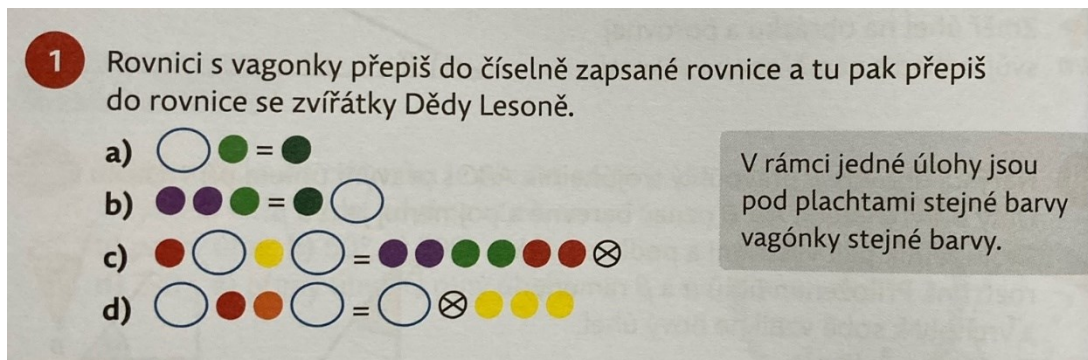 1 Rovnici s vagonky přepiš do číselně zapsané rovnice a tu pak přepiš
do rovnice se zvířátky Dědy Lesoně.
a) =
b) =
c) =
d) =
V rámci jedné úlohy jsou
pod plachtami stejné barvy
vagónky stejné barvy.